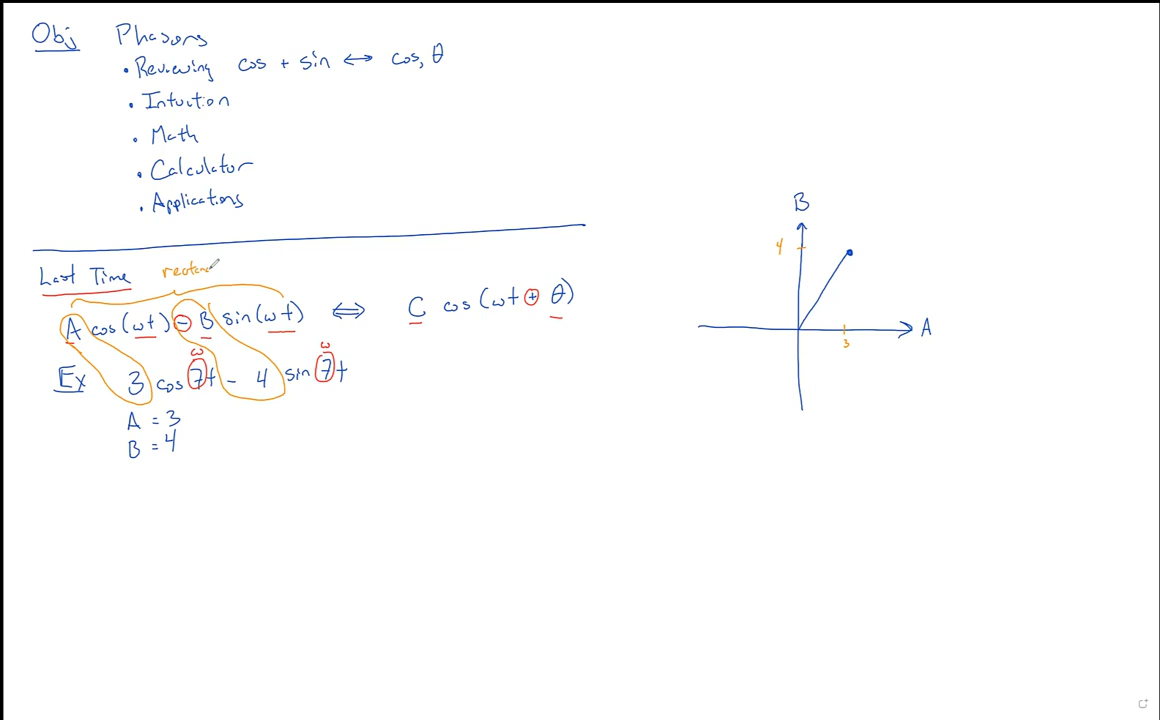 Obj Phasors
• Reviewing cos + sin ↔ cos, θ
• Intuition
• Math
• Calculator
• Applications
Last Time rectan
A cos(ωt) - B sin(ωt) ⇔ C cos(ωt + θ)
ω ω
Ex 3 cos 7t - 4 sin 7t
A = 3
B = 4
B
4
A
3